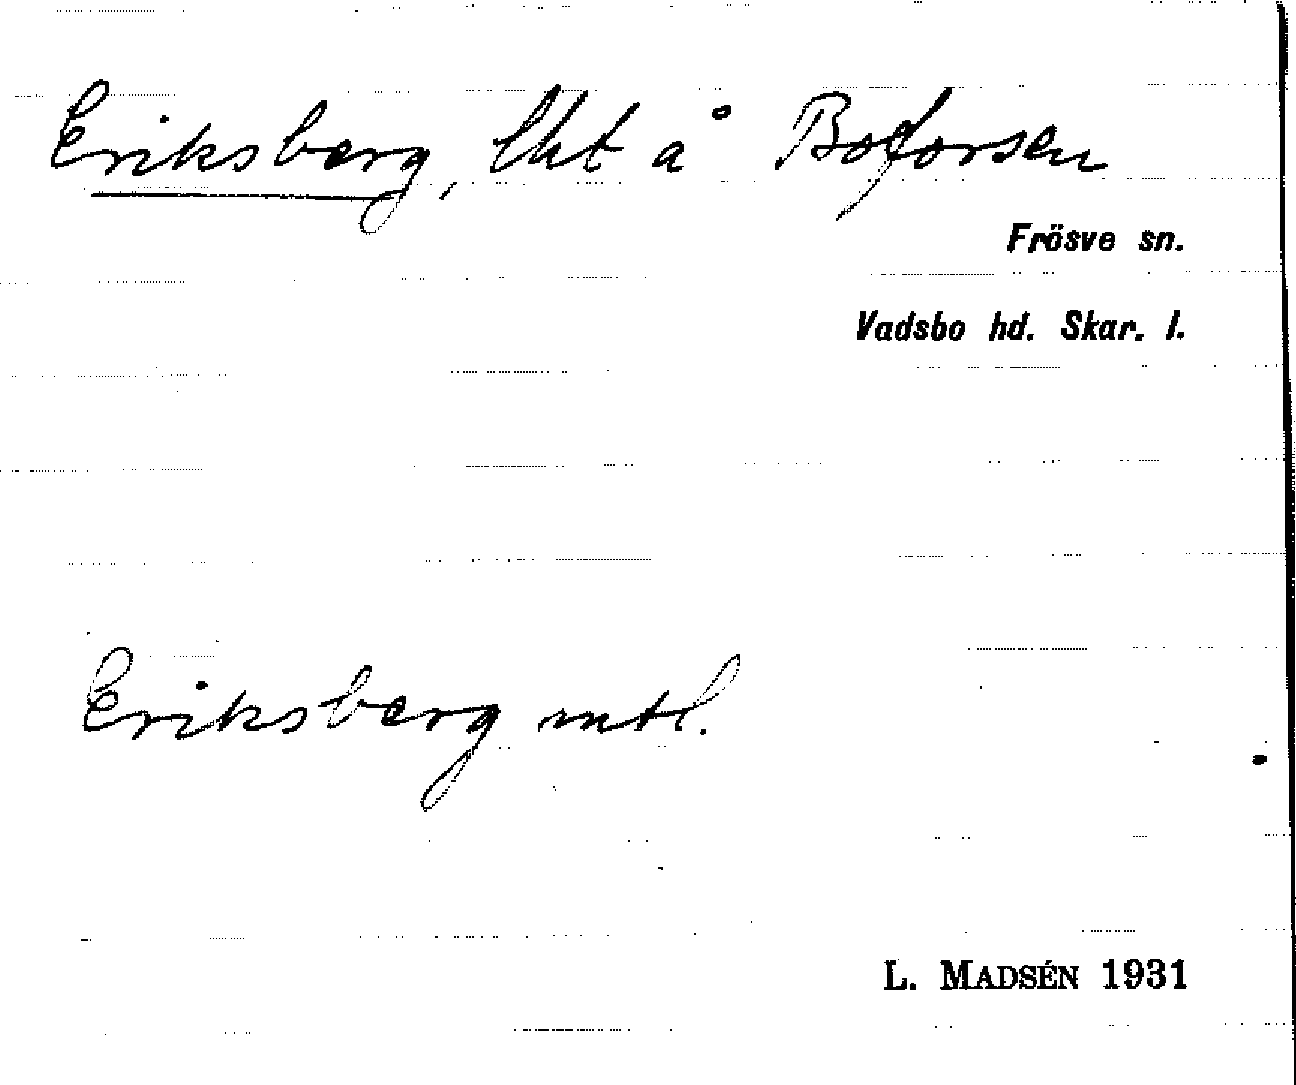 Eriksberg, lht å Boforsen
Frösve sn.
Vadsbo hd. Skar. l.
Eriksberg mtl.
L. MADSÉN 1931